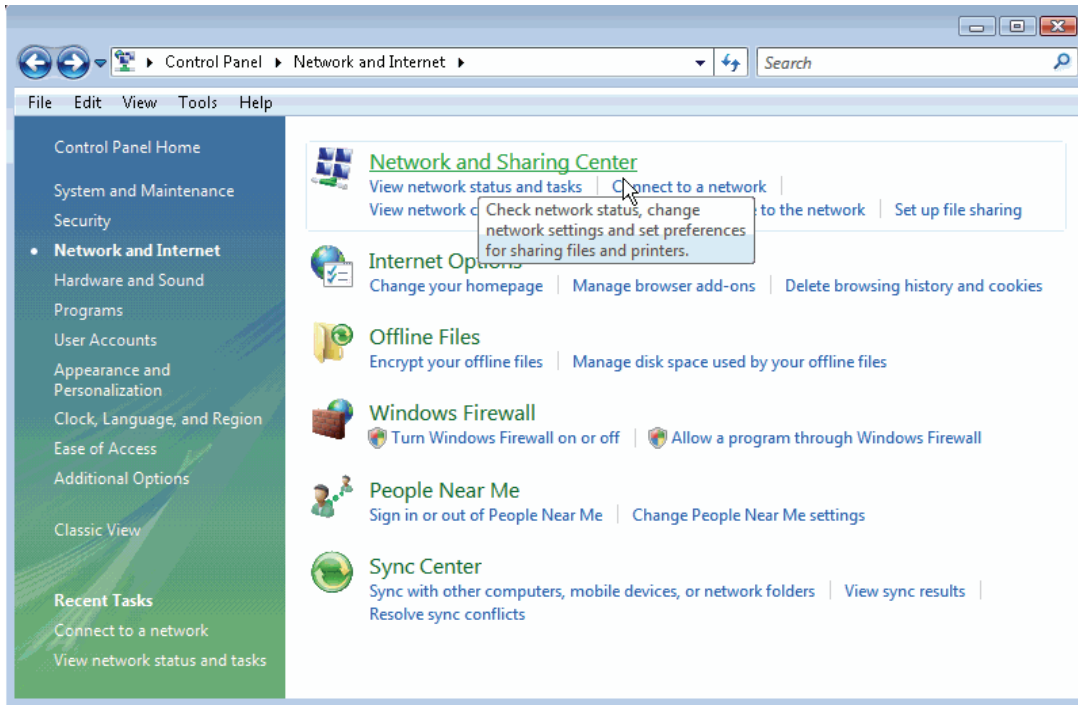 Control Panel Network and Internet Search
File Edit View Tools Help
Control Panel Home
System and Maintenance
Security
Network and Internet
Hardware and Sound
Programs
User Accounts
Appearance and
Personalization
Clock, Language, and Region
Ease of Access
Additional Options
Classic View
Recent Tasks
Connect to a network
View network status and tasks
Network and Sharing Center
View network status and tasks Connect to a network
View network to the network Set up file sharing
Check network status, change
network settings and set preferences
for sharing files and printers.
Internet Options
Change your homepage Manage browser add-ons Delete browsing history and cookies
Offline Files
Encrypt your offline files Manage disk space used by your offline files
Windows Firewall
Turn Windows Firewall on or off Allow a program through Windows Firewall
People Near Me
Sign in or out of People Near Me Change People Near Me settings
Sync Center
Sync with other computers, mobile devices, or network folders View sync results
Resolve sync conflicts